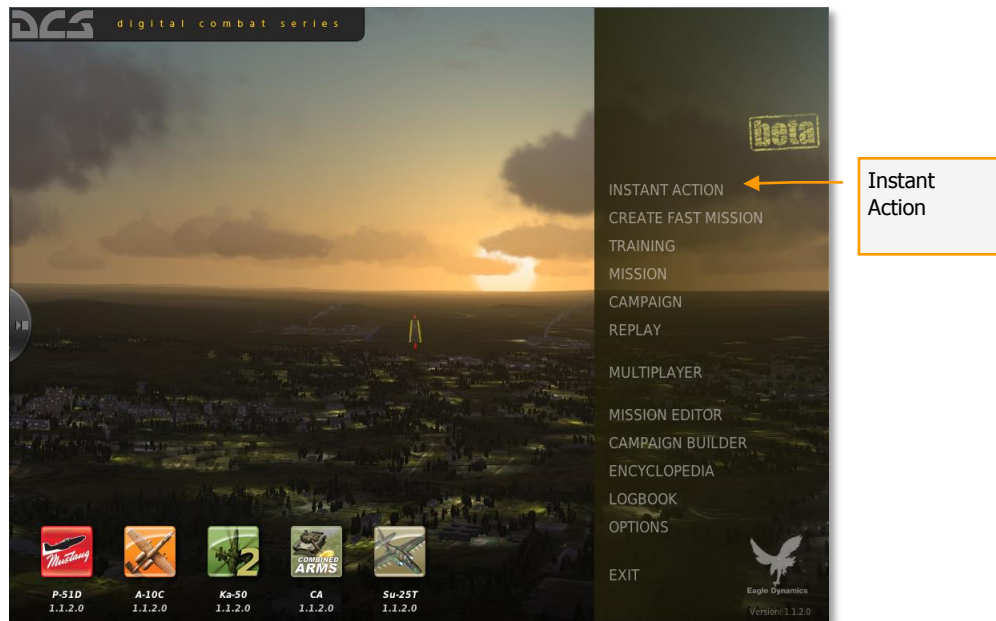 DCS digital combat series
beta
INSTANT ACTION
CREATE FAST MISSION
TRAINING
MISSION
CAMPAIGN
REPLAY
MULTIPLAYER
MISSION EDITOR
CAMPAIGN BUILDER
ENCYCLOPEDIA
LOGBOOK
OPTIONS
EXIT
Instant
Action
Mustang
2
COMBINED
ARMS
P-51D
1.1.2.0
A-10C
1.1.2.0
Ka-50
1.1.2.0
CA
1.1.2.0
Su-25T
1.1.2.0
Eagle Dynamics
Version: 1.1.2.0